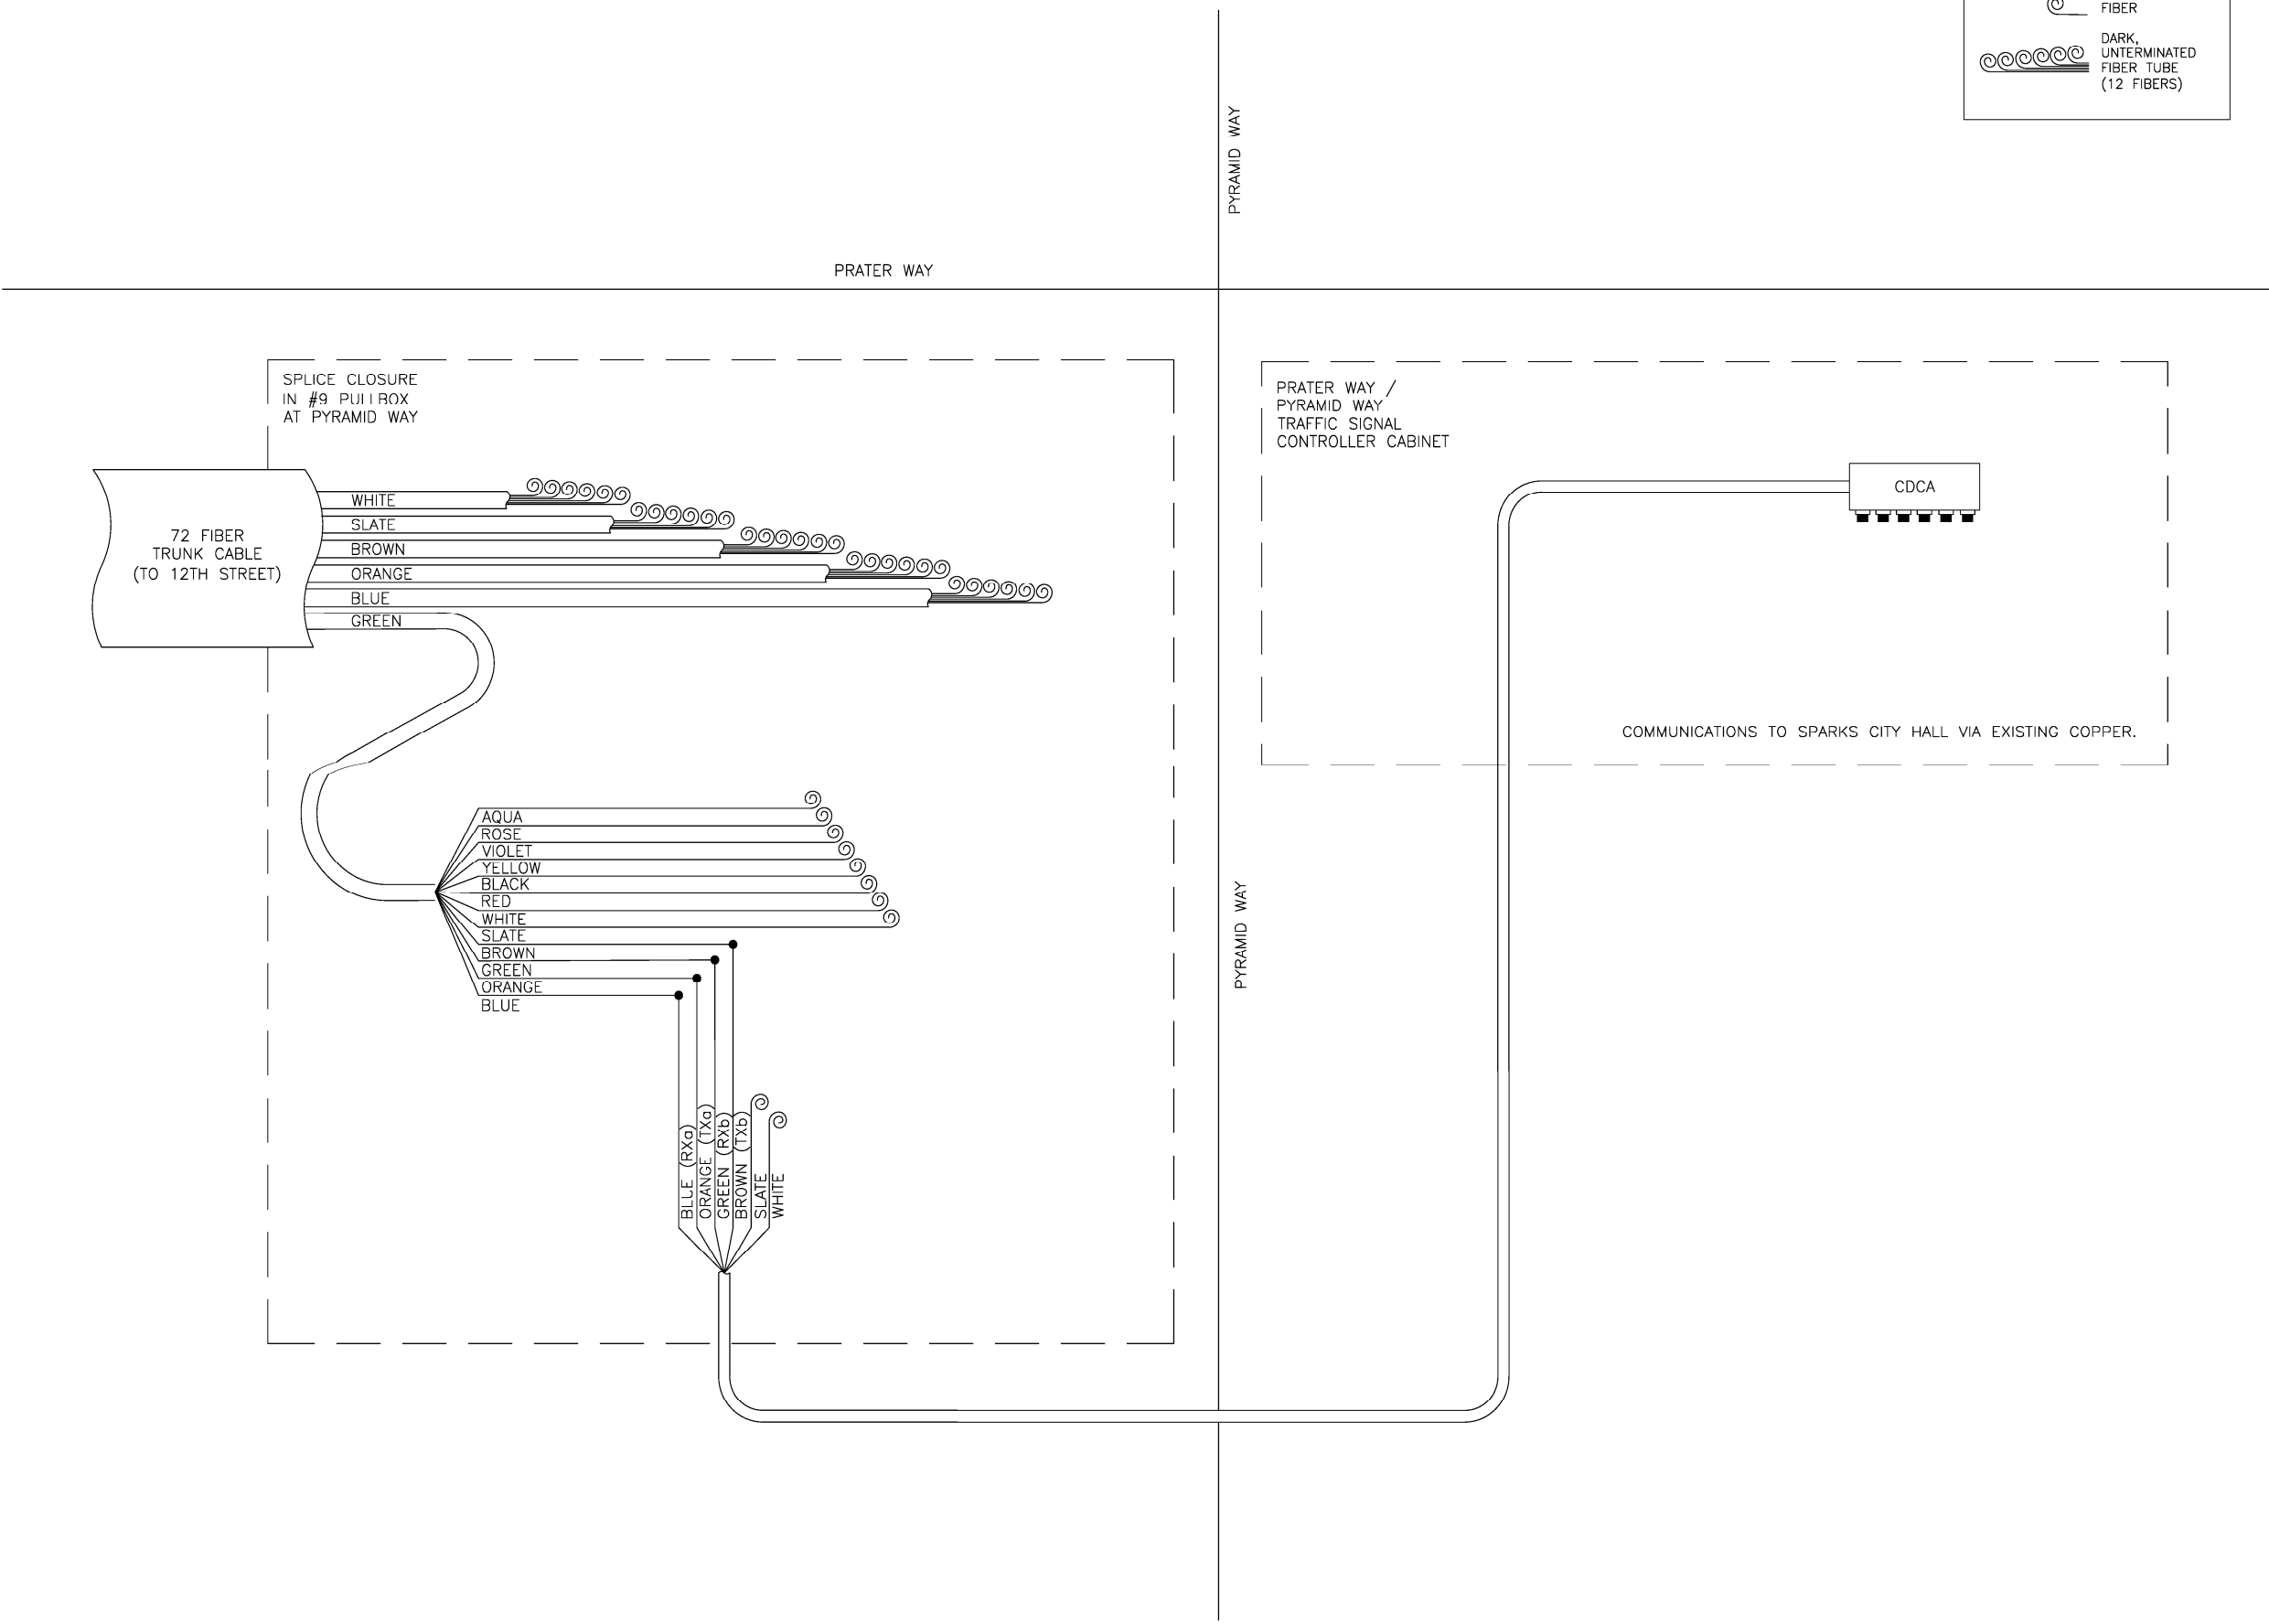 FIBER
DARK,
UNTERMINATED
FIBER TUBE
(12 FIBERS)
PYRAMID WAY
PRATER WAY
SPLICE CLOSURE
IN #9 PULLBOX
AT PYRAMID WAY
PRATER WAY /
PYRAMID WAY
TRAFFIC SIGNAL
CONTROLLER CABINET
CDCA
WHITE
SLATE
BROWN
ORANGE
BLUE
GREEN
72 FIBER
TRUNK CABLE
(TO 12TH STREET)
COMMUNICATIONS TO SPARKS CITY HALL VIA EXISTING COPPER.
AQUA
ROSE
VIOLET
YELLOW
BLACK
RED
WHITE
SLATE
BROWN
GREEN
ORANGE
BLUE
PYRAMID WAY
BLUE (RXa)
ORANGE (TXa)
GREEN (RXb)
BROWN (TXb)
SLATE
WHITE